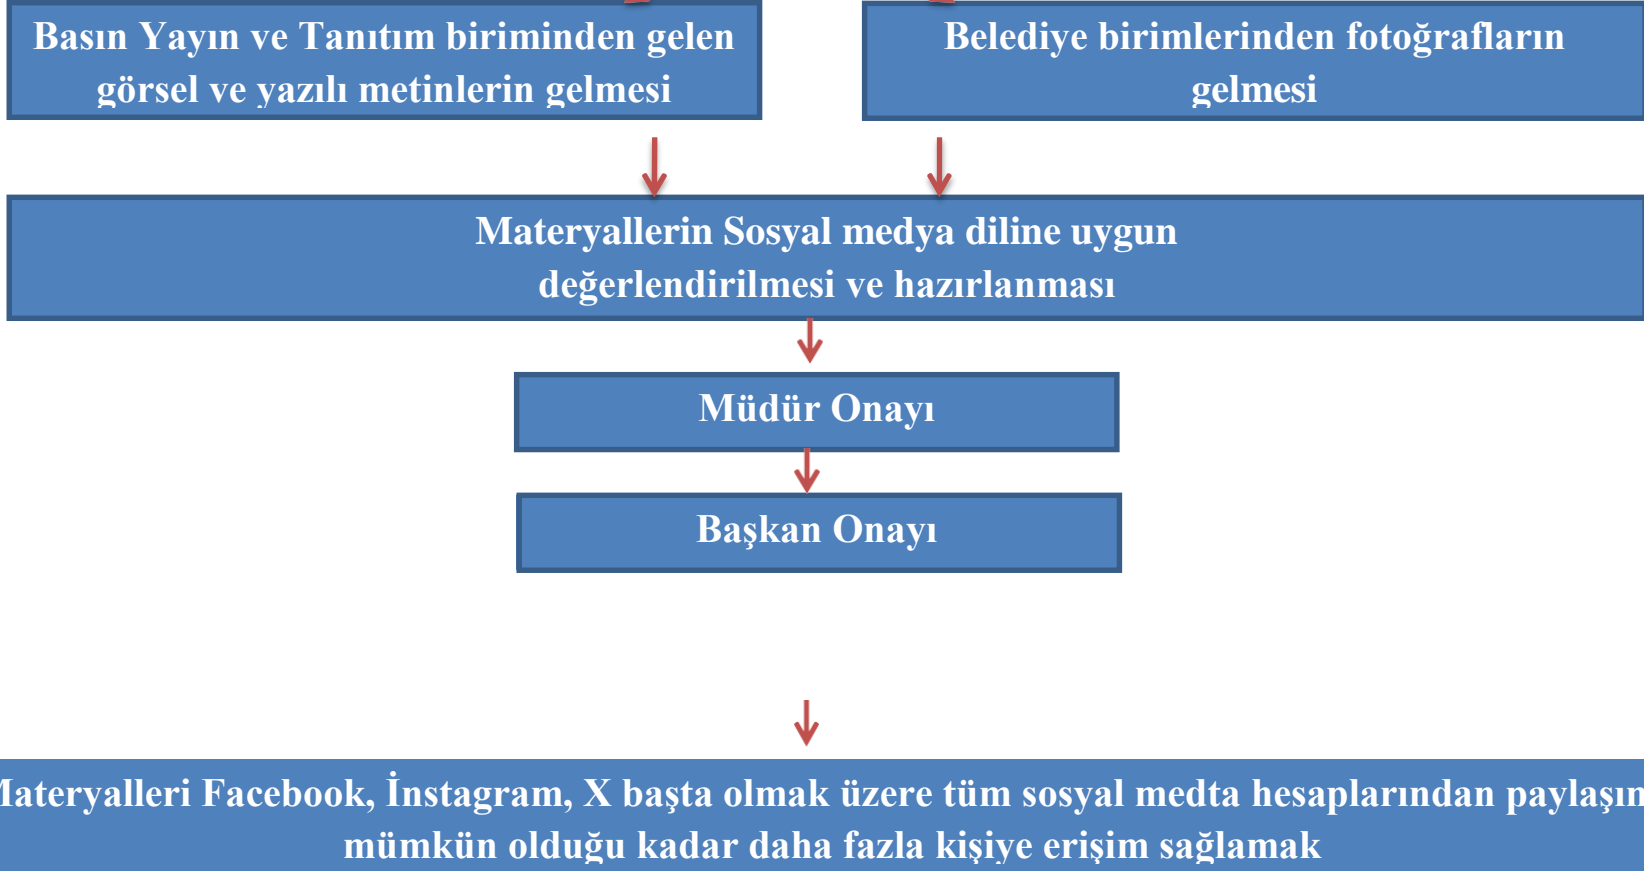 Basın Yayın ve Tanıtım biriminden gelen
görsel ve yazılı metinlerin gelmesi
Belediye birimlerinden fotoğrafların
gelmesi
Materyallerin Sosyal medya diline uygun
değerlendirilmesi ve hazırlanması
Müdür Onayı
Başkan Onayı
Materyalleri Facebook, İnstagram, X başta olmak üzere tüm sosyal medta hesaplarından
mümkün olduğu kadar daha fazla kişiye erişim sağlamak